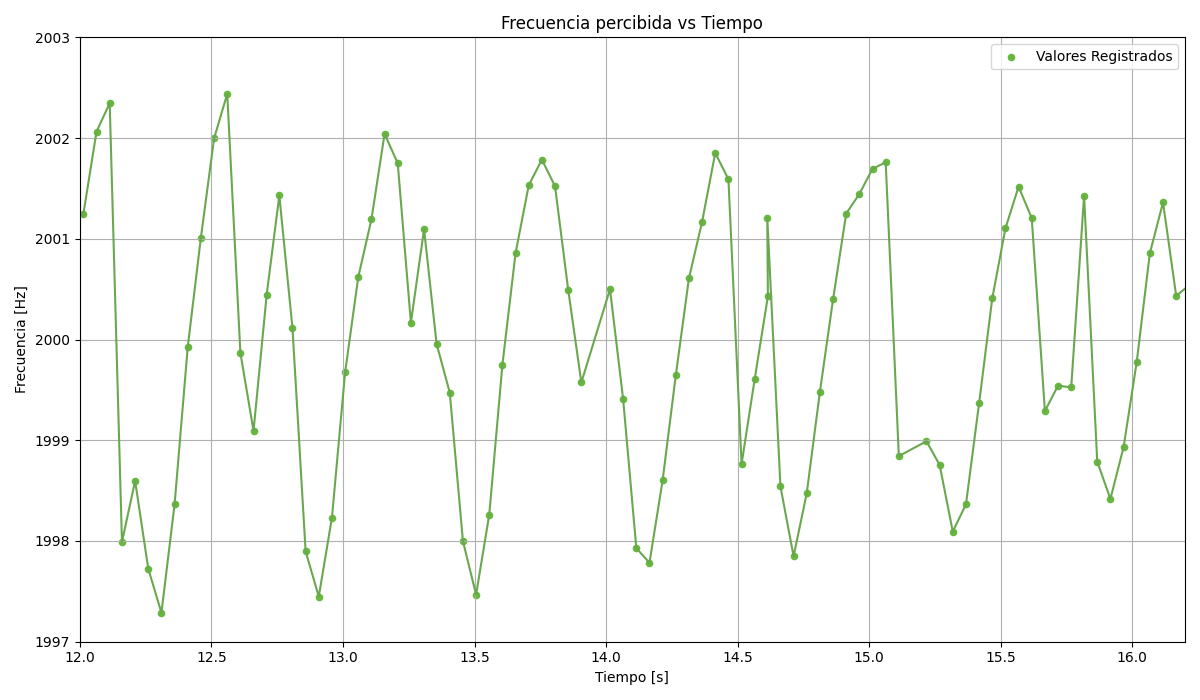 Frecuencia percibida vs Tiempo
Valores Registrados
2003
2002
2001
2000
1999
1998
1997
Frecuencia [Hz]
12.0 12.5 13.0 13.5 14.0 14.5 15.0 15.5 16.0
Tiempo [s]